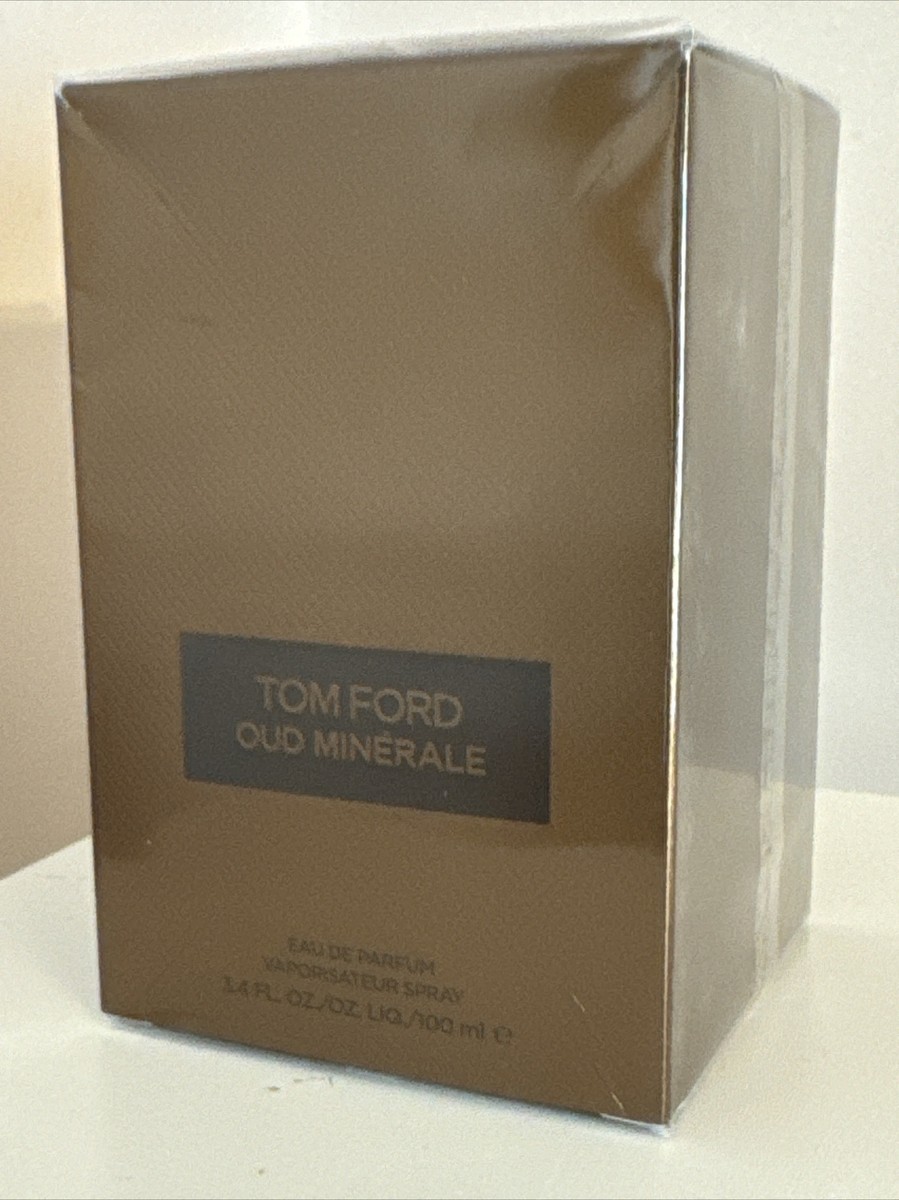 TOM FORD
OUD MINÉRALE
EAU DE PARFUM
VAPORISATEUR SPRAY
3.4 FL. OZ./OZ. LIQ./100 ml ℮